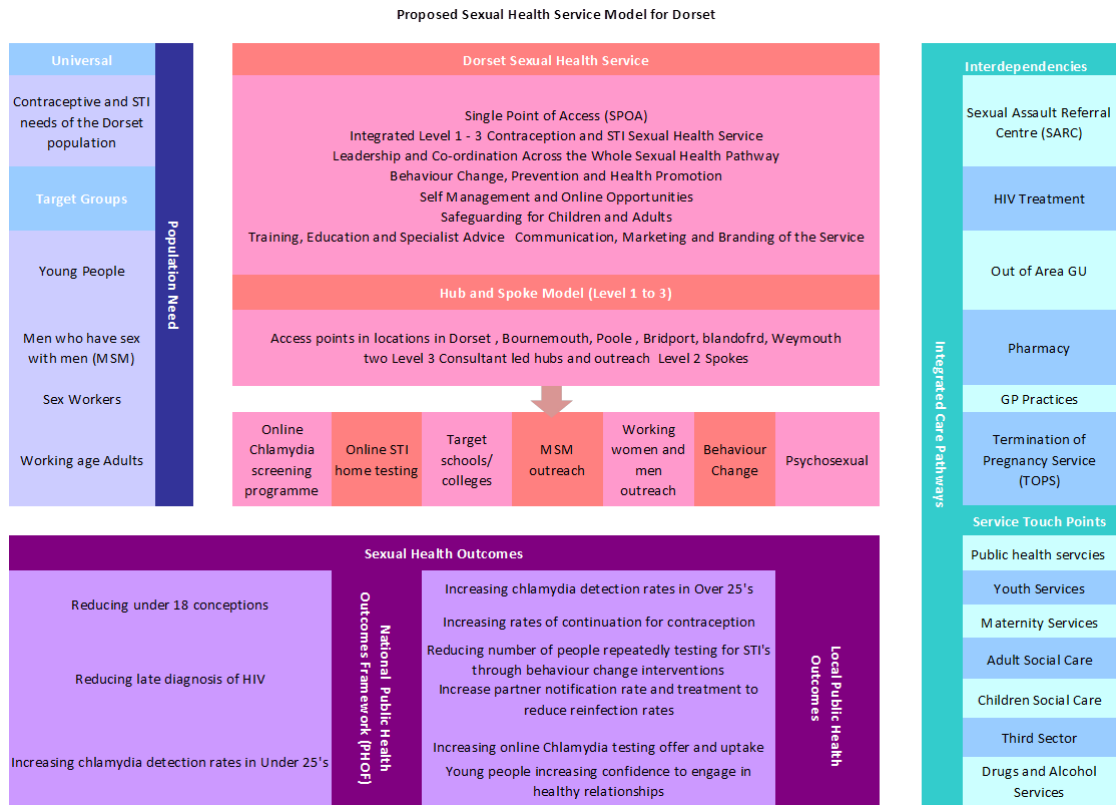 Proposed Sexual Health Service Model for Dorset
Universal
Contraceptive and STI
needs of the Dorset
population
Target Groups
Young People
Men who have sex
with men (MSM)
Sex Workers
Working age Adults
Population Need
Dorset Sexual Health Service
Single Point of Access (SPOA)
Integrated Level 1 - 3 Contraception and STI Sexual Health Service
Leadership and Co-ordination Across the Whole Sexual Health Pathway
Behaviour Change, Prevention and Health Promotion
Self Management and Online Opportunities
Safeguarding for Children and Adults
Training, Education and Specialist Advice   Communication, Marketing and Branding of the Service
Hub and Spoke Model (Level 1 to 3)
Access points in locations in Dorset , Bournemouth, Poole , Bridport, blandofrd, Weymouth
two Level 3 Consultant led hubs and outreach  Level 2 Spokes
Online
Chlamydia
screening
programme
Online STI
home testing
Target
schools/
colleges
MSM
outreach
Working
women and
men
outreach
Behaviour
Change
Psychosexual
Sexual Health Outcomes
Reducing under 18 conceptions
Reducing late diagnosis of HIV
Increasing chlamydia detection rates in Under 25's
National Public Health
Outcomes Framework (PHOF)
Increasing chlamydia detection rates in Over 25's
Increasing rates of continuation for contraception
Reducing number of people repeatedly testing for STI's
through behaviour change interventions
Increase partner notification rate and treatment to
reduce reinfection rates
Increasing online Chlamydia testing offer and uptake
Young people increasing confidence to engage in
healthy relationships
Local Public Health
Outcomes
Integrated Care Pathways
Interdependencies
Sexual Assault Referral
Centre (SARC)
HIV Treatment
Out of Area GU
Pharmacy
GP Practices
Termination of
Pregnancy Service
(TOPS)
Service Touch Points
Public health servcies
Youth Services
Maternity Services
Adult Social Care
Children Social Care
Third Sector
Drugs and Alcohol
Services